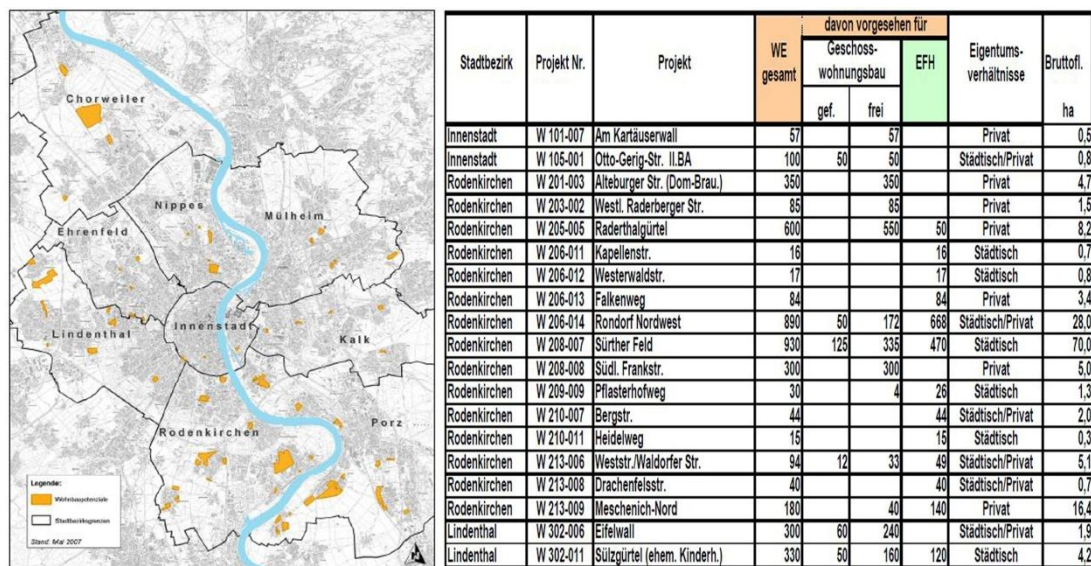 Chorweiler
Nippes
Mülheim
Ehrenfeld
Innenstadt
Lindenthal
Kalk
Rodenkirchen
Porz
Legende:
Wohnbaupotenziale
Stadtbezirksgrenzen
Stand: Mai 2007
Stadtbezirk Projekt Nr. Projekt WE gesamt davon vorgesehen für Eigentums- Bruttofl.
Geschoss- wohnungsbau EFH verhältnisse
gef. frei ha
Innenstadt W 101-007 Am Kartäuserwall 57 57 Privat 0,5
Innenstadt W 105-001 Otto-Gerig-Str. II.BA 100 50 50 Städtisch/Privat 0,8
Rodenkirchen W 201-003 Alteburger Str. (Dom-Brau.) 350 350 Privat 4,7
Rodenkirchen W 203-002 Westl. Raderberger Str. 85 85 Privat 1,5
Rodenkirchen W 205-005 Raderthalgürtel 600 550 50 Privat 8,2
Rodenkirchen W 206-011 Kapellenstr. 16 16 Städtisch 0,7
Rodenkirchen W 206-012 Westerwaldstr. 17 17 Städtisch 0,8
Rodenkirchen W 206-013 Falkenweg 84 84 Privat 3,4
Rodenkirchen W 206-014 Rondorf Nordwest 890 50 172 668 Städtisch/Privat 28,0
Rodenkirchen W 208-007 Sürther Feld 930 125 335 470 Städtisch 70,0
Rodenkirchen W 208-008 Südl. Frankstr. 300 300 Privat 5,0
Rodenkirchen W 209-009 Pflasterhofweg 30 4 26 Städtisch 1,3
Rodenkirchen W 210-007 Bergstr. 44 44 Städtisch/Privat 2,0
Rodenkirchen W 210-011 Heidelweg 15 15 Städtisch 0,3
Rodenkirchen W 213-006 Weststr./Waldorfer Str. 94 12 33 49 Städtisch/Privat 5,1
Rodenkirchen W 213-008 Drachenfelsstr. 40 40 Städtisch/Privat 0,7
Rodenkirchen W 213-009 Meschenich-Nord 180 40 140 Privat 16,4
Lindenthal W 302-006 Eifelwall 300 60 240 Städtisch/Privat
Lindenthal W 302-011 Sülzgürtel (ehem. Kinderh.) 330 50 160 120 Städtisch 4,2